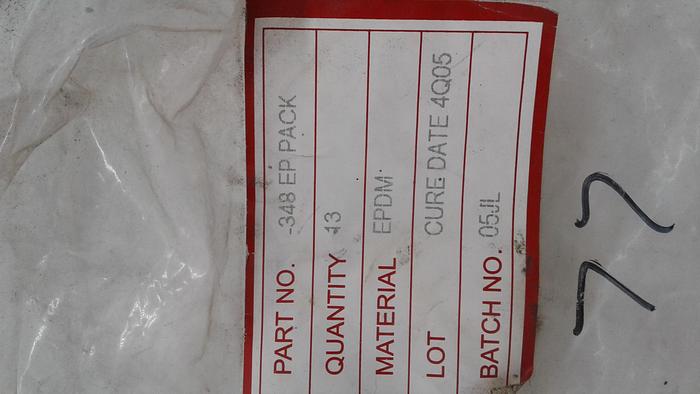 PART NO. -348 EP PACK
QUANTITY 13
MATERIAL EPDM
LOT CURE DATE 4Q05
BATCH NO. 05JL
77